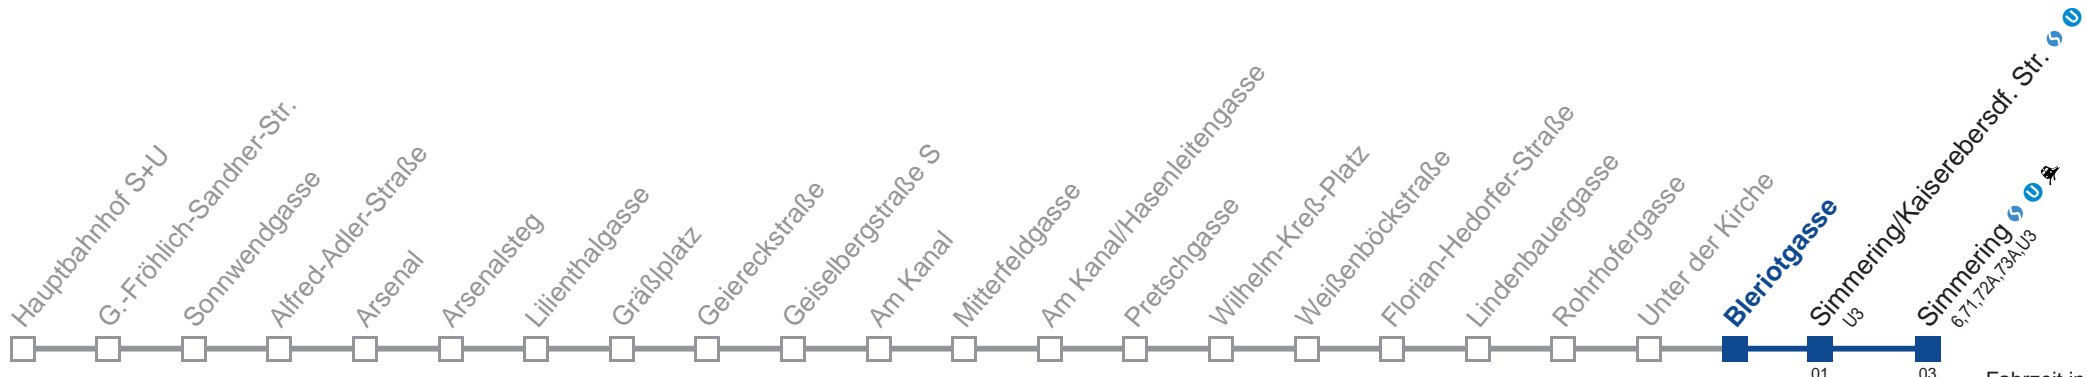 Hauptbahnhof S+U
G.-Fröhlich-Sandner-Str.
Sonnwendgasse
Alfred-Adler-Straße
Arsenal
Arsenalsteg
Lilienthalgasse
Gräßlplatz
Geiereckstraße
Geiselbergstraße S
Am Kanal
Mitterfeldgasse
Am Kanal/Hasenleitengasse
Pretschgasse
Wilhelm-Kreß-Platz
Weißenböckstraße
Florian-Hedorfer-Straße
Lindenbauergasse
Rohrhofergasse
Unter der Kirche
Bleriotgasse
Simmering/Kaiserebersdf. Str. S U
U3
Simmering S U
6,71,72A,73A,U3
01
03